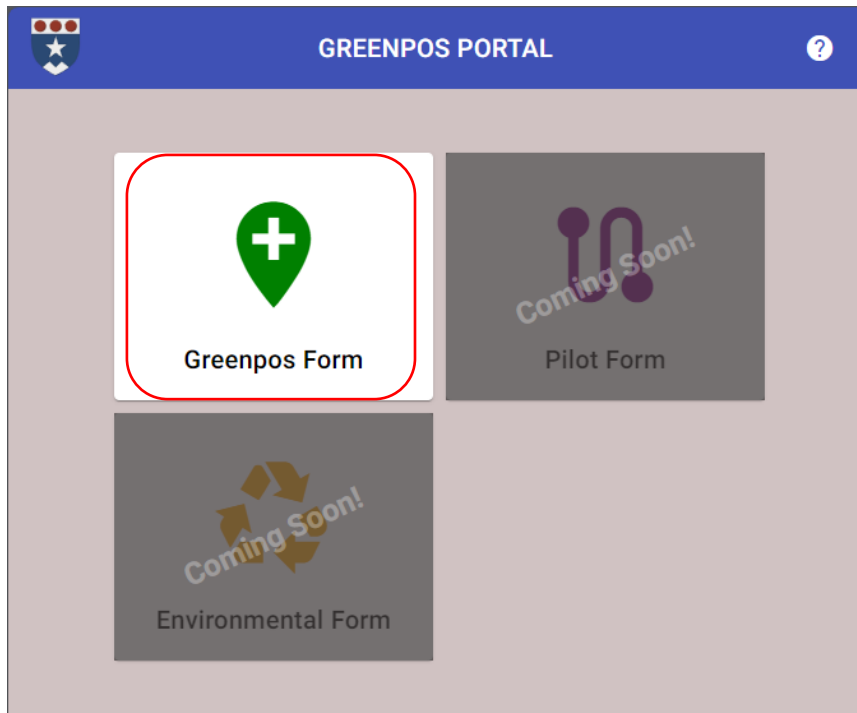 GREENPOS PORTAL
?
Greenpos Form
Coming Soon!
Pilot Form
Coming Soon!
Environmental Form